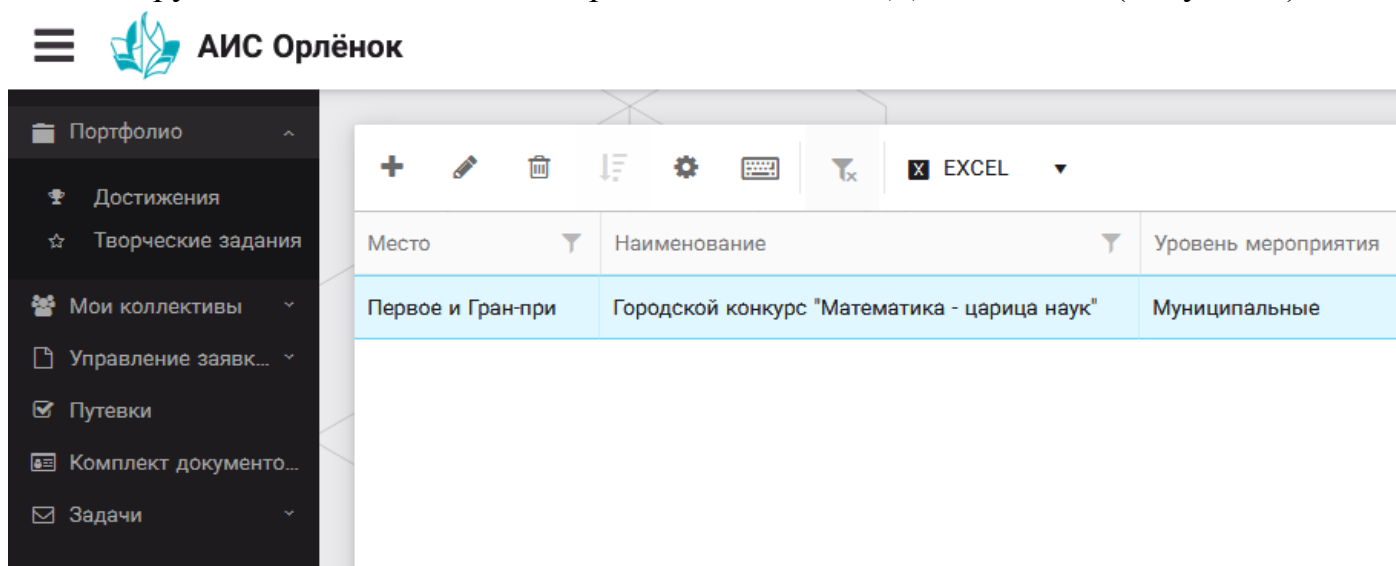 АИС Орлёнок
Портфолио
Достижения
Творческие задания
Мои коллективы
Управление заявк...
Путевки
Комплект документо...
Задачи
X EXCEL
Место Наименование Уровень мероприятия
Первое и Гран-при Городской конкурс "Математика - царица наук" Муниципальные